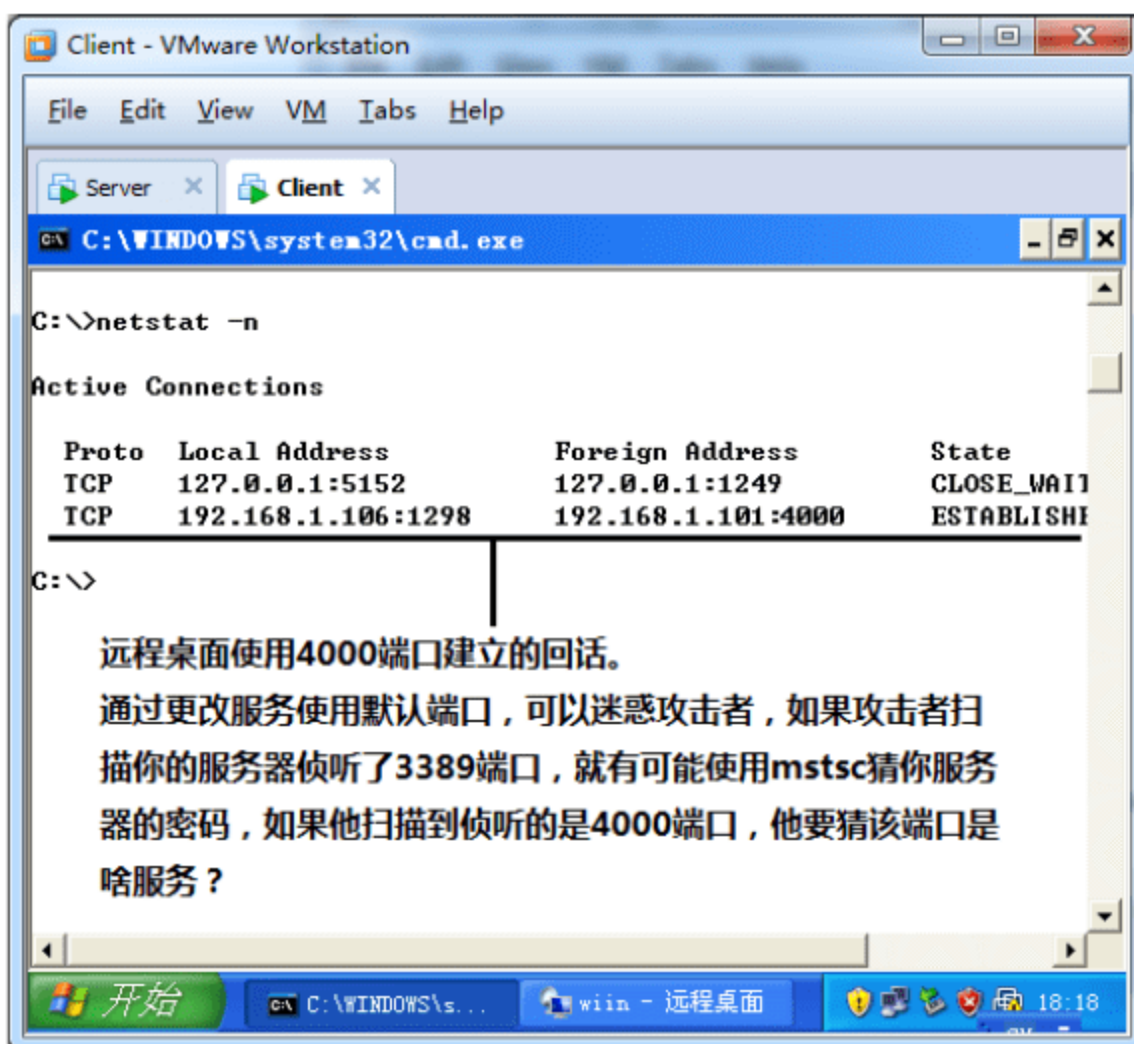 Client - VMware Workstation
File Edit View VM Tabs Help
Server Client
C:\WINDOWS\system32\cmd.exe
C:\>netstat -n
Active Connections
Proto Local Address Foreign Address State
TCP 127.0.0.1:5152 127.0.0.1:1249 CLOSE_WAIT
TCP 192.168.1.106:1298 192.168.1.101:4000 ESTABLISHE
C:\>
远程桌面使用4000端口建立的回话。
通过更改服务使用默认端口，可以迷惑攻击者，如果攻击者扫
描你的服务器侦听了3389端口，就有可能使用mstsc猜你服务
器的密码，如果他扫描到侦听的是4000端口，他要猜该端口是
啥服务？
开始 C:\WINDOWS\s... wiin - 远程桌面 18:18